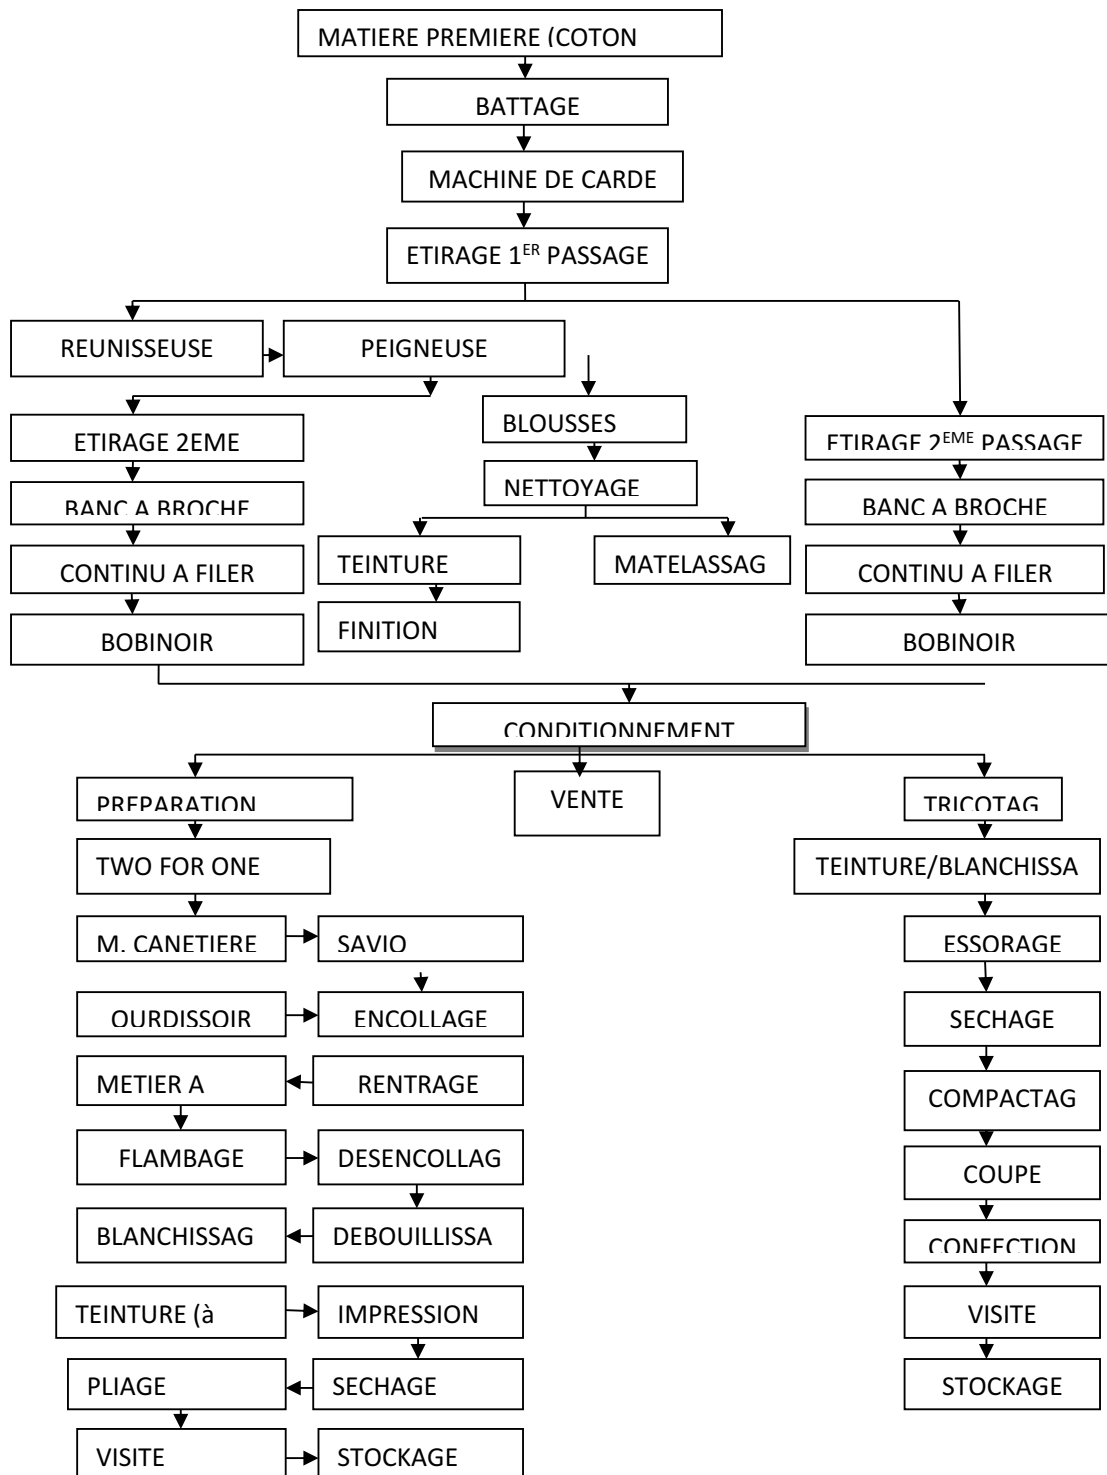 MATIERE PREMIERE (COTON
BATTAGE
MACHINE DE CARDE
ETIRAGE 1ER PASSAGE
REUNISSEUSE
PEIGNEUSE
ETIRAGE 2EME
BLOUSSES
ETIRAGE 2EME PASSAGE
BANC A BROCHE
NETTOYAGE
BANC A BROCHE
CONTINU A FILER
TEINTURE
MATELASSAG
CONTINU A FILER
BOBINOIR
FINITION
BOBINOIR
CONDITIONNEMENT
PREPARATION
VENTE
TRICOTAG
TWO FOR ONE
TEINTURE/BLANCHISSA
M. CANETIERE
SAVIO
ESSORAGE
OURDISSOIR
ENCOLLAGE
SECHAGE
METIER A
RENTRAGE
COMPACTAG
FLAMBAGE
DESENCOLLAG
COUPE
BLANCHISSAG
DEBOUILLISSA
CONFECTION
TEINTURE (à
IMPRESSION
VISITE
PLIAGE
SECHAGE
STOCKAGE
VISITE
STOCKAGE